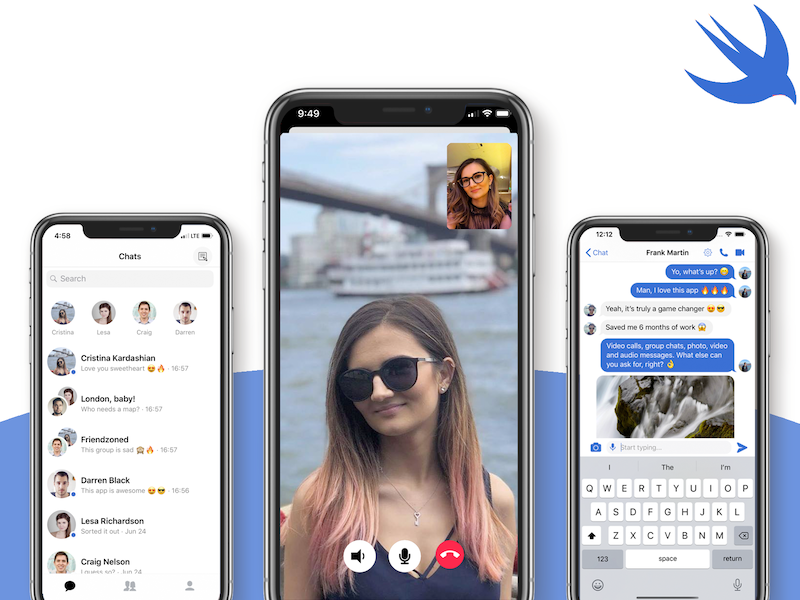 4:58
LTE
Chats
Search
Cristina
Lesa
Craig
Darren
Cristina Kardashian
Love you sweetheart 😍🔥 · 16:57
London, baby!
Who needs a map? · 16:57
Friendzoned
This group is sad 🙈🔥 · 16:57
Darren Black
This app is awesome 😍😎 · 16:56
Lesa Richardson
Sorted it out · Jun 24
Craig Nelson
I guess so? · Jun 24
9:49
12:12
Chat
Frank Martin
Yo, what's up? 😄
Man, I love this app 🔥🔥🔥
Yeah, it's truly a game changer 😍😎
Saved me 6 months of work 😱
Video calls, group chats, photo, video
and audio messages. What else can
you ask for, right? 👌
Start typing...
I The I'm
Q W E R T Y U I O P
A S D F G H J K L
Z X C V B N M
123 space return